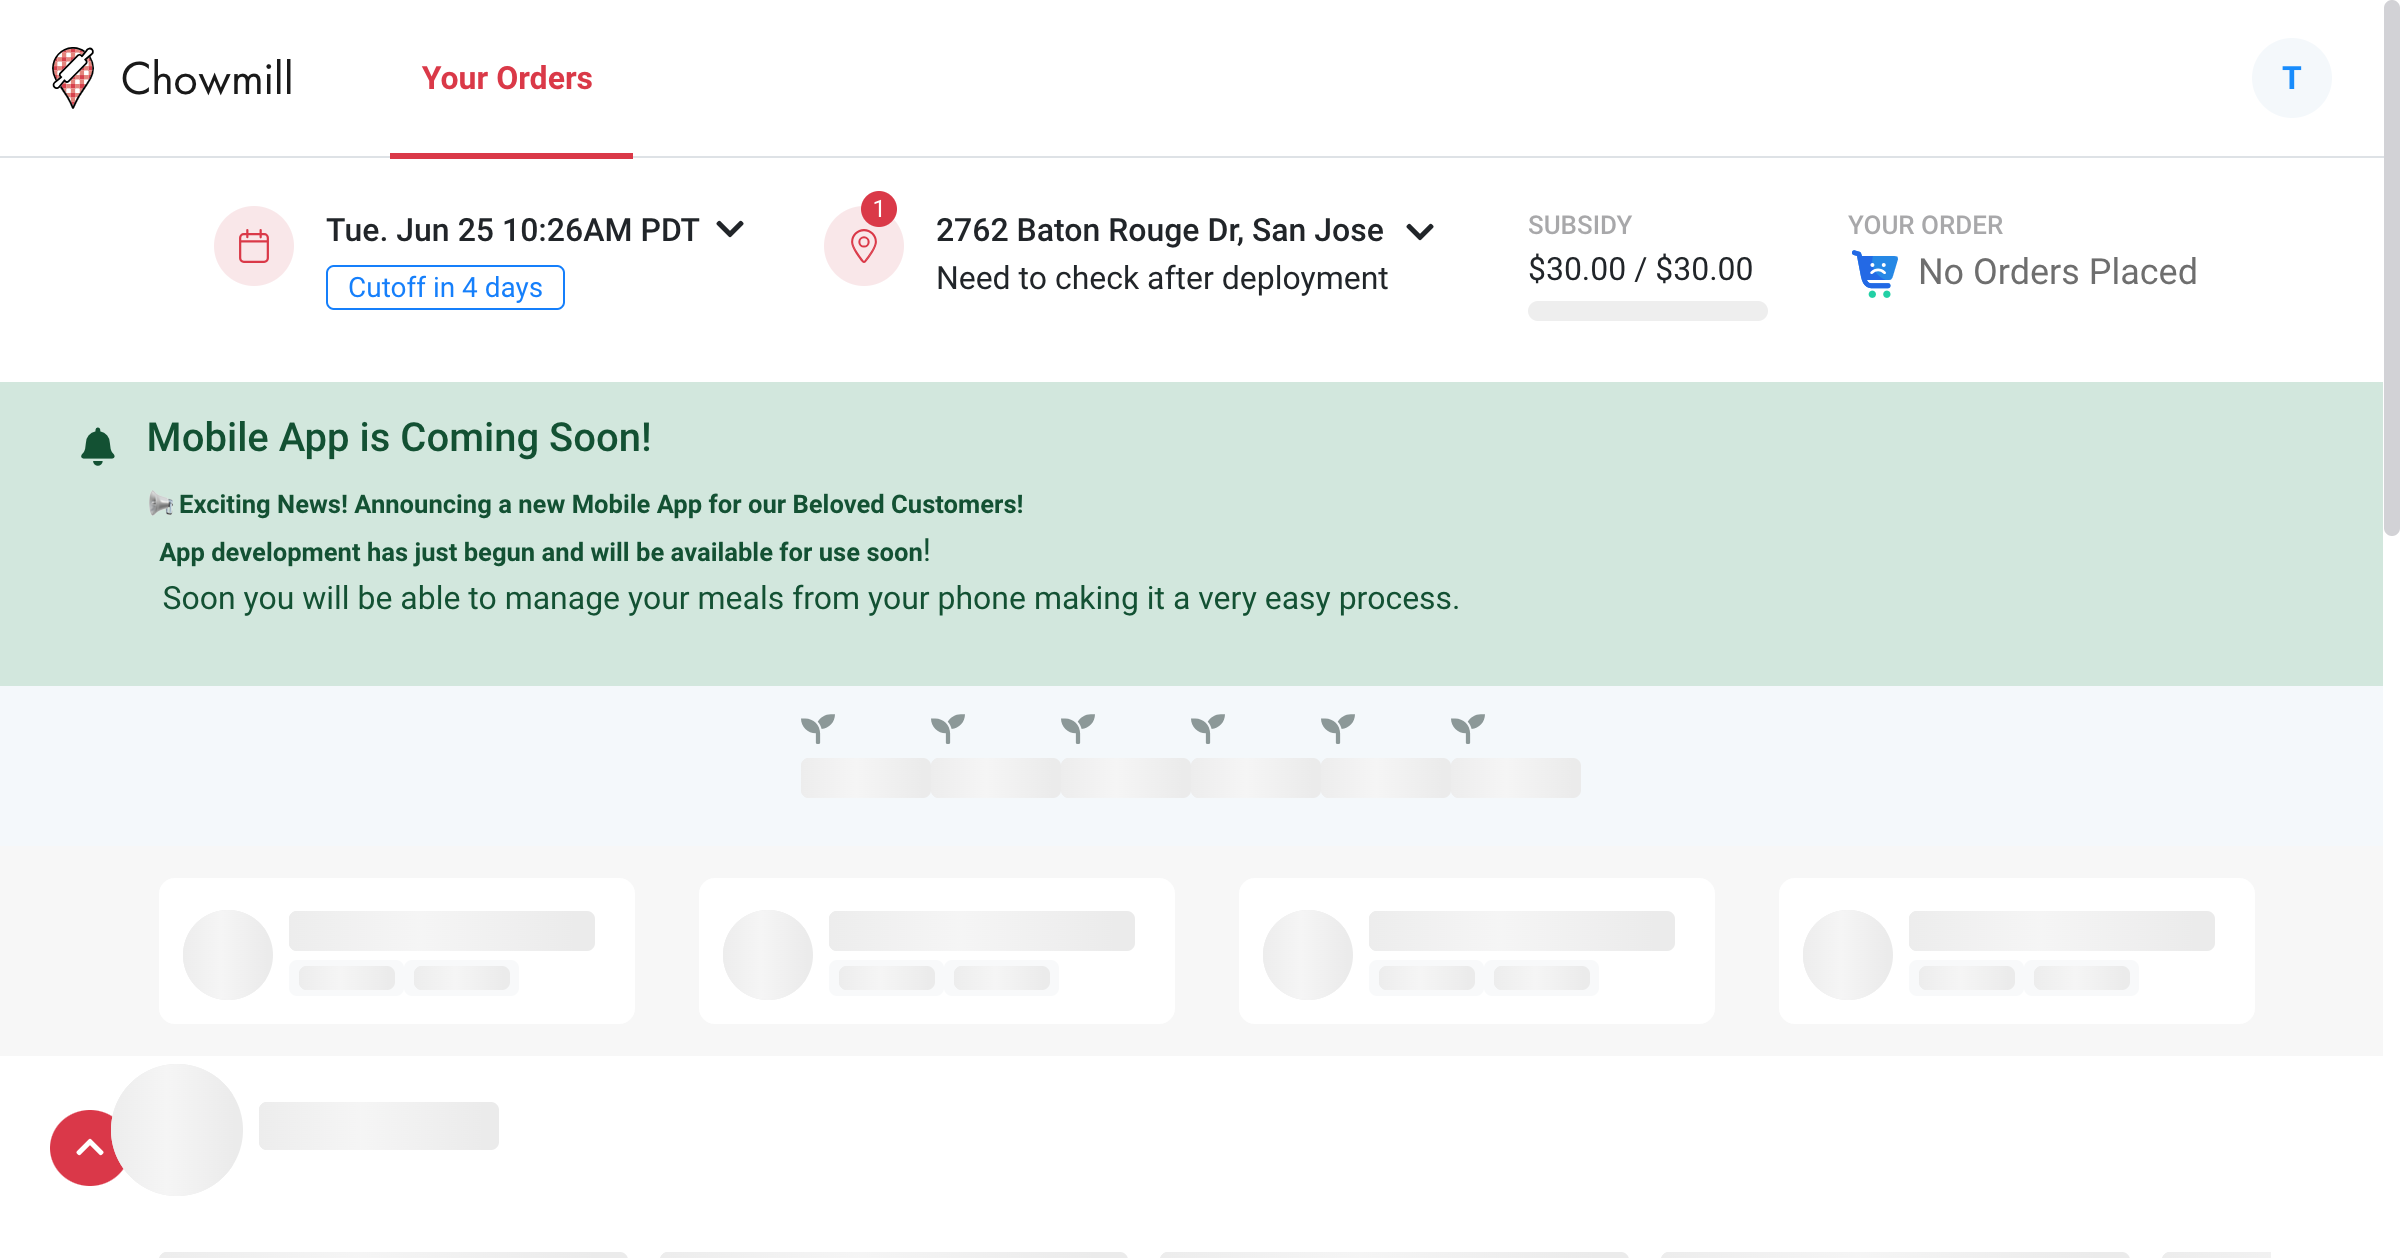 Chowmill
Your Orders
T
Tue. Jun 25 10:26AM PDT
Cutoff in 4 days
1
2762 Baton Rouge Dr, San Jose
Need to check after deployment
SUBSIDY
$30.00 / $30.00
YOUR ORDER
No Orders Placed
Mobile App is Coming Soon!
Exciting News! Announcing a new Mobile App for our Beloved Customers!
App development has just begun and will be available for use soon!
Soon you will be able to manage your meals from your phone making it a very easy process.